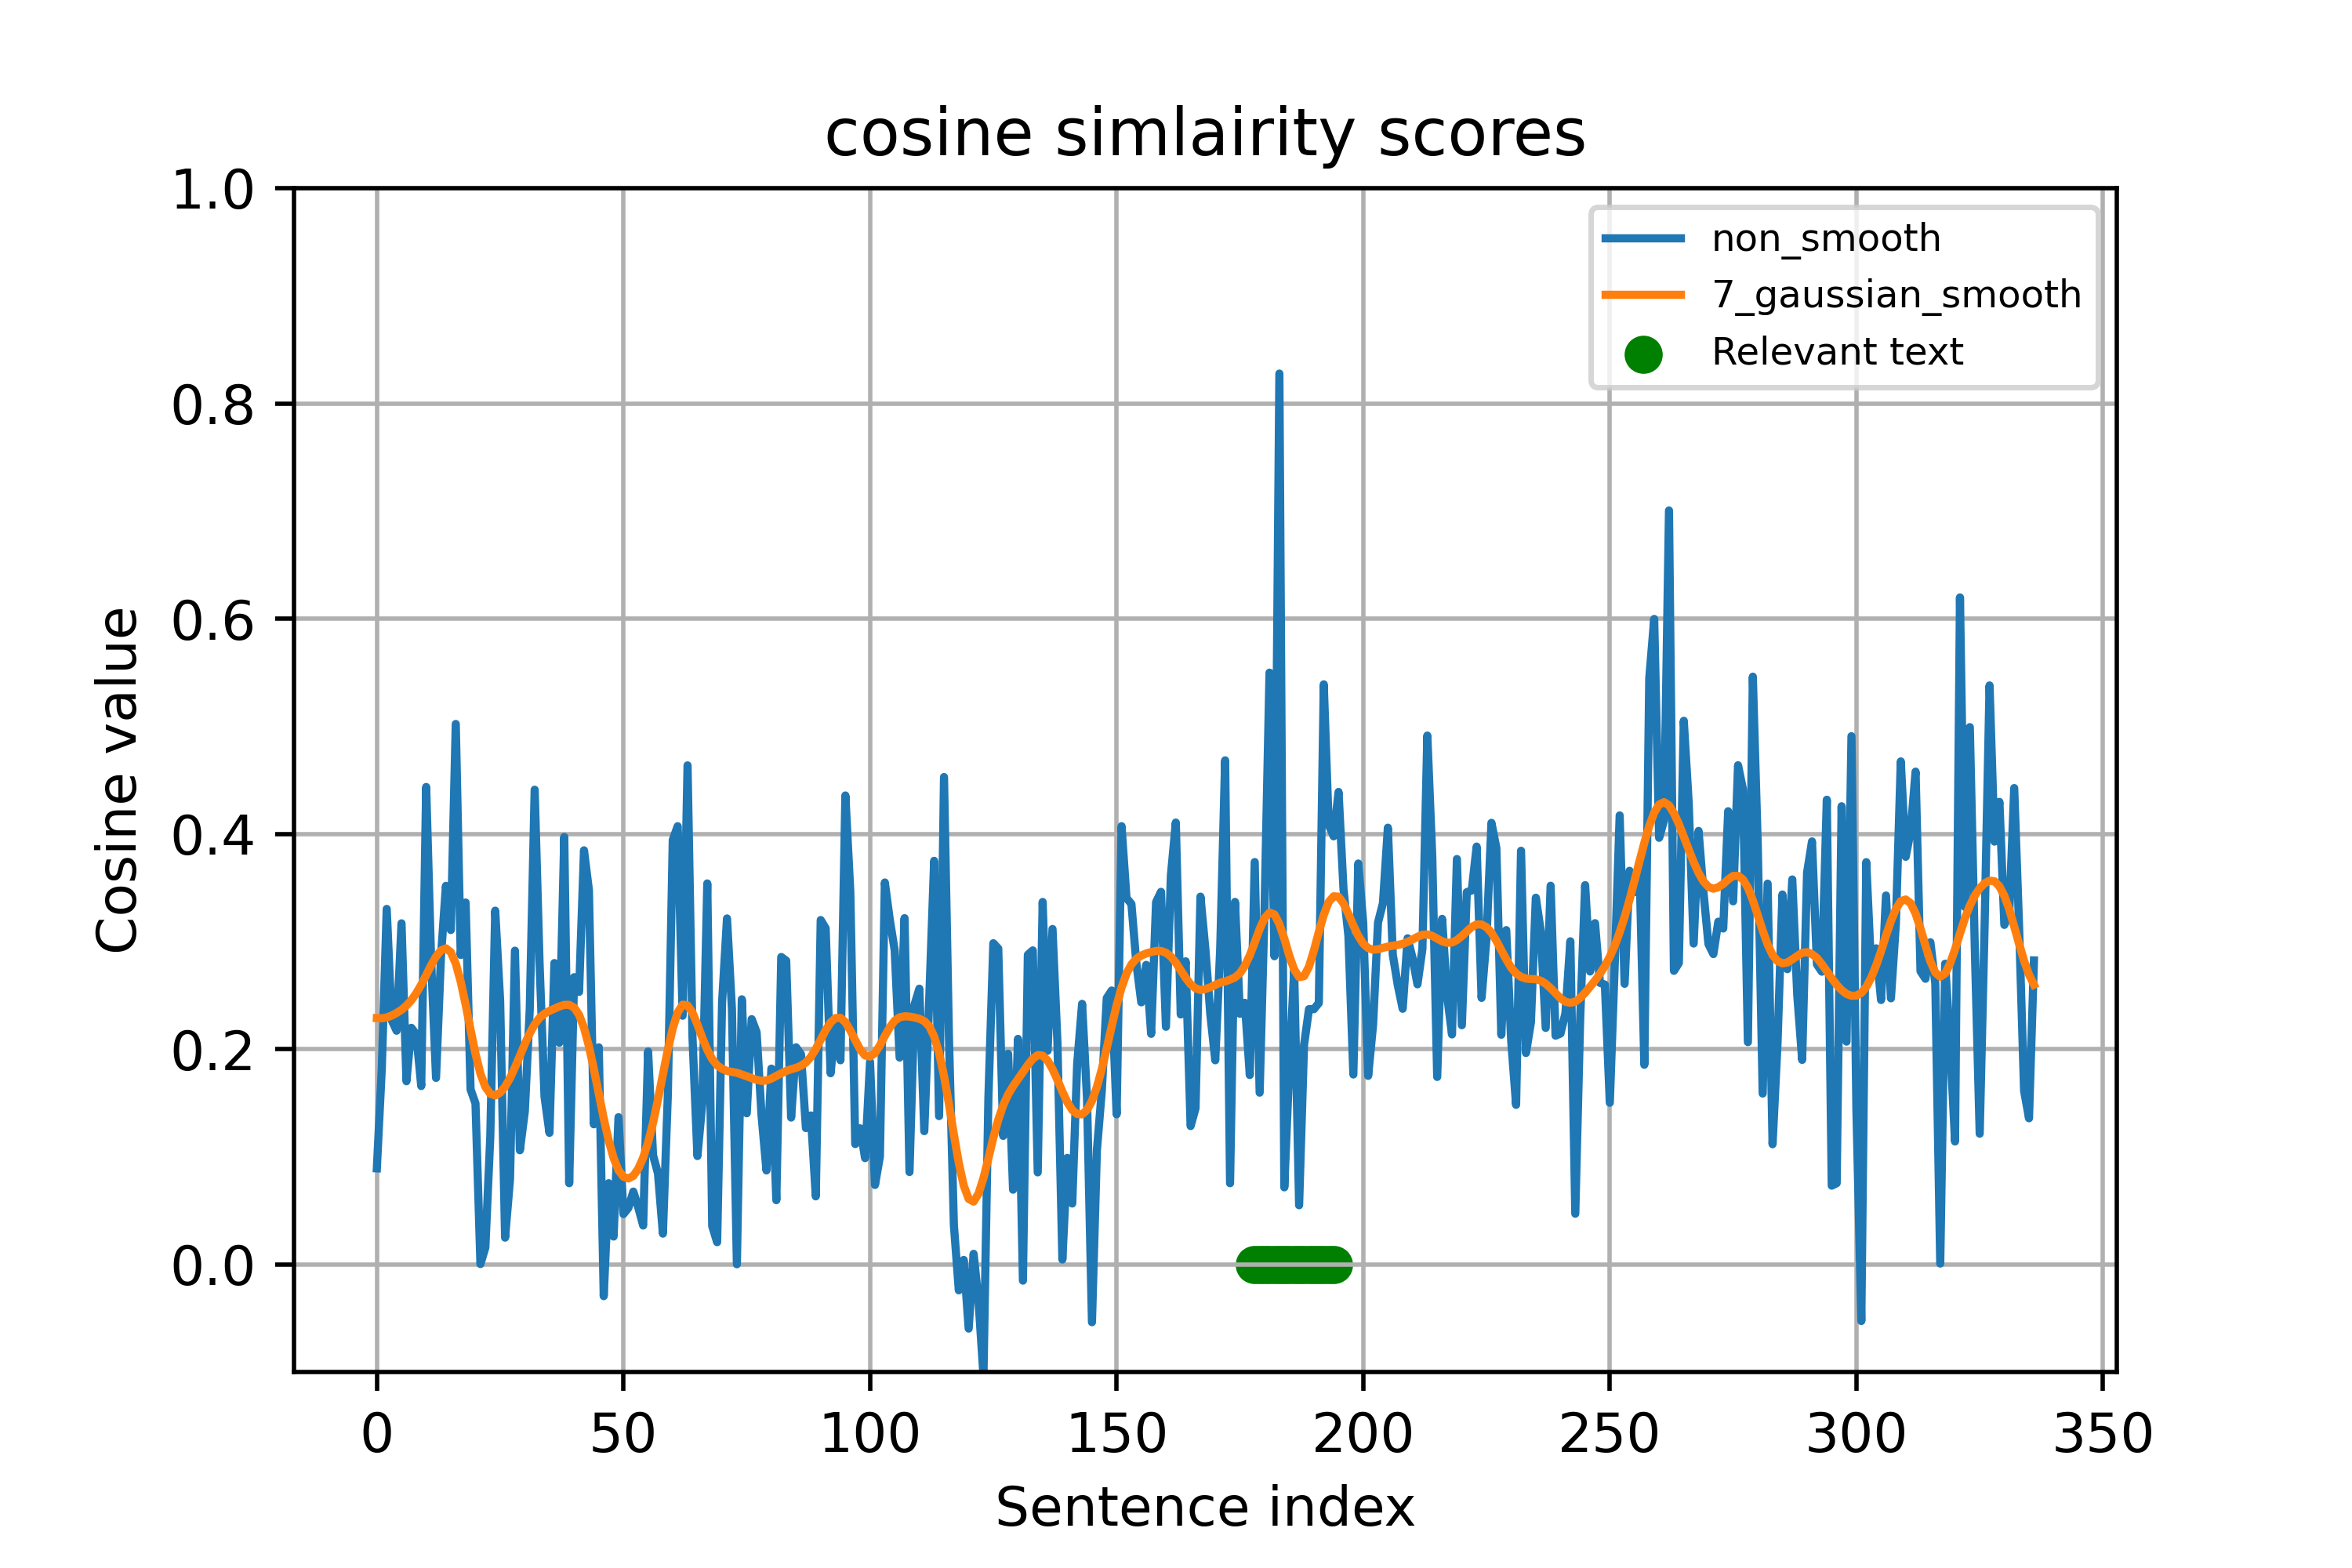 cosine simlairity scores
1.0
0.8
0.6
0.4
0.2
0.0
Cosine value
non_smooth
7_gaussian_smooth
Relevant text
0 50 100 150 200 250 300 350
Sentence index